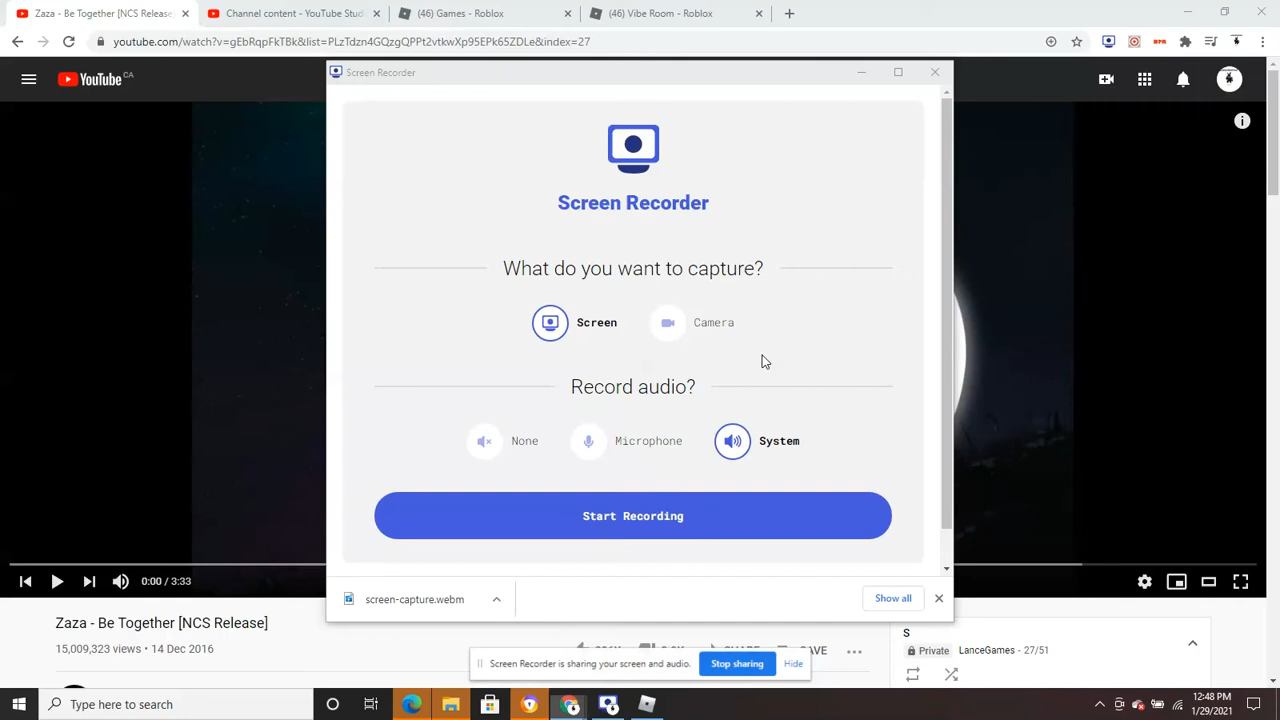 Zaza - Be Together [NCS Release]
Channel content - YouTube Stud
(46) Games - Roblox
(46) Vibe Room - Roblox
youtube.com/watch?v=gEbRqpFkTBk&list=PLzTdzn4GQzgOPPt2vtkwXp95EPk65ZDLe&index=27
YouTube CA
Screen Recorder
Screen Recorder
What do you want to capture?
Screen
Camera
Record audio?
None
Microphone
System
Start Recording
0:00 / 3:33
screen-capture.webm
Show all
Zaza - Be Together [NCS Release]
15,009,323 views • 14 Dec 2016
SHARE
SAVE
S
Private LanceGames - 27/51
Screen Recorder is sharing your screen and audio.
Stop sharing
Hide
Type here to search
12:48 PM
1/29/2021